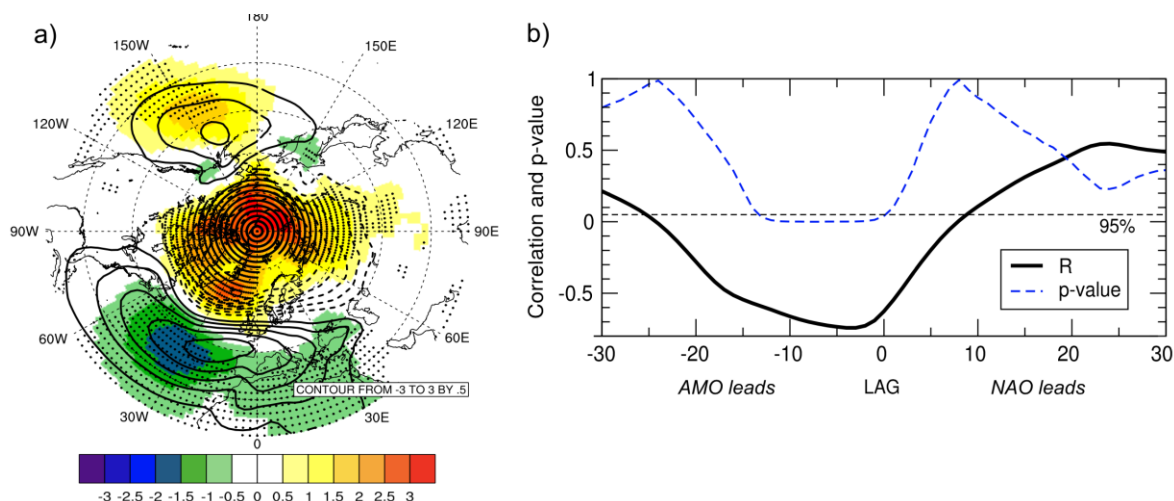 a)
180
150W
150E
120W
120E
90W
90E
60W
60E
CONTOUR FROM -3 TO 3 BY .5
30W
30E
0
-3 -2.5 -2 -1.5 -1 -0.5 0 0.5 1 1.5 2 2.5 3
b)
Correlation and p-value
1
0.5
0
-0.5
95%
R
p-value
-30 -20 -10 0 10 20 30
AMO leads LAG NAO leads